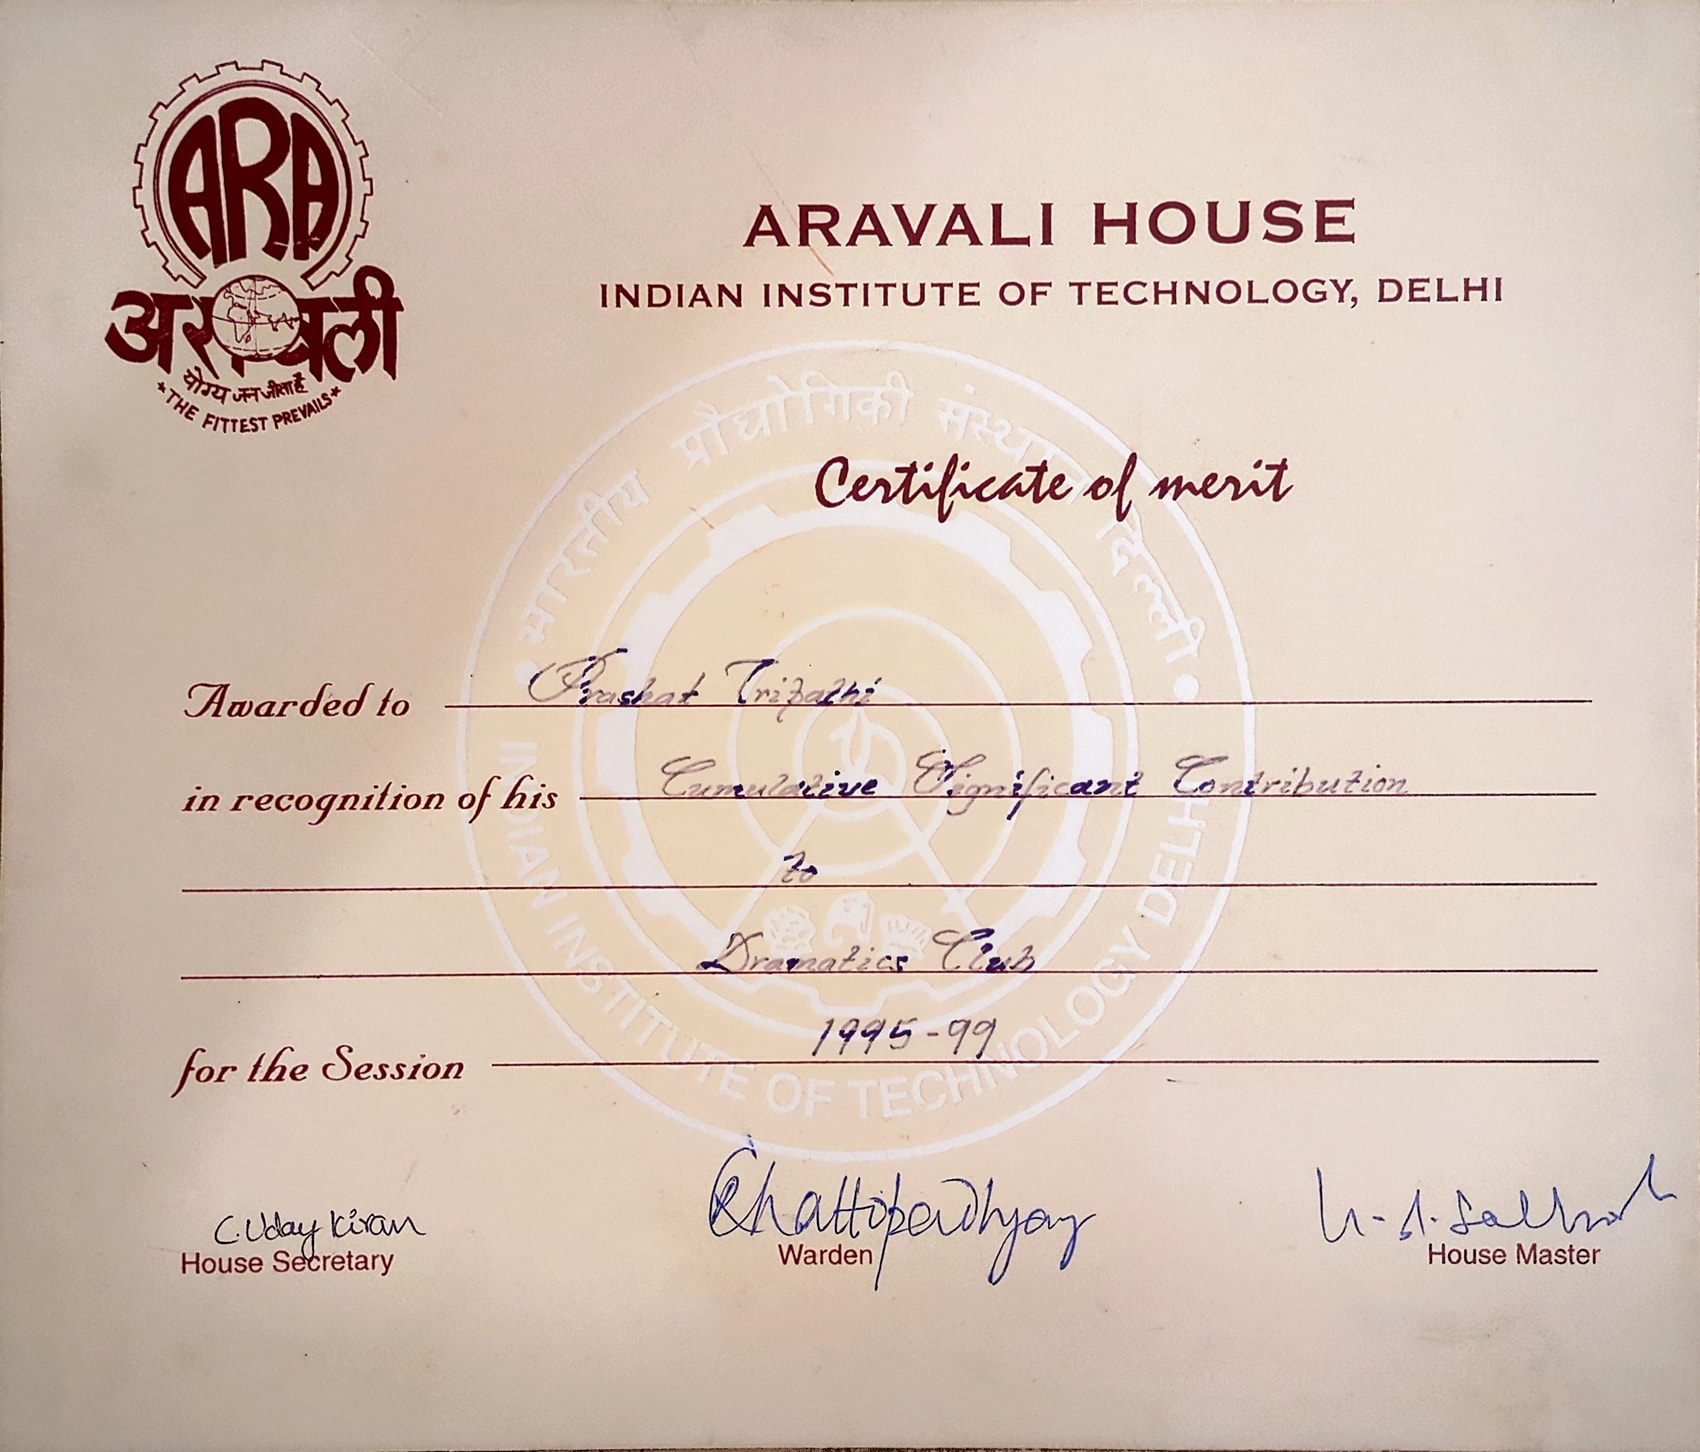 ARA
अरावली
योग्य जन जीता है
* THE FITTEST PREVAILS *
ARAVALI HOUSE
INDIAN INSTITUTE OF TECHNOLOGY, DELHI
भारतीय प्रौद्योगिकी संस्थान दिल्ली
Certificate of merit
Awarded to Prashat Tripathi
in recognition of his Cumulative Significant Contribution
to
Dramatics Club
for the Session 1995-99
INDIAN INSTITUTE OF TECHNOLOGY DELHI
C. Uday Kiran
House Secretary
Chattopadhyay
Warden
House Master